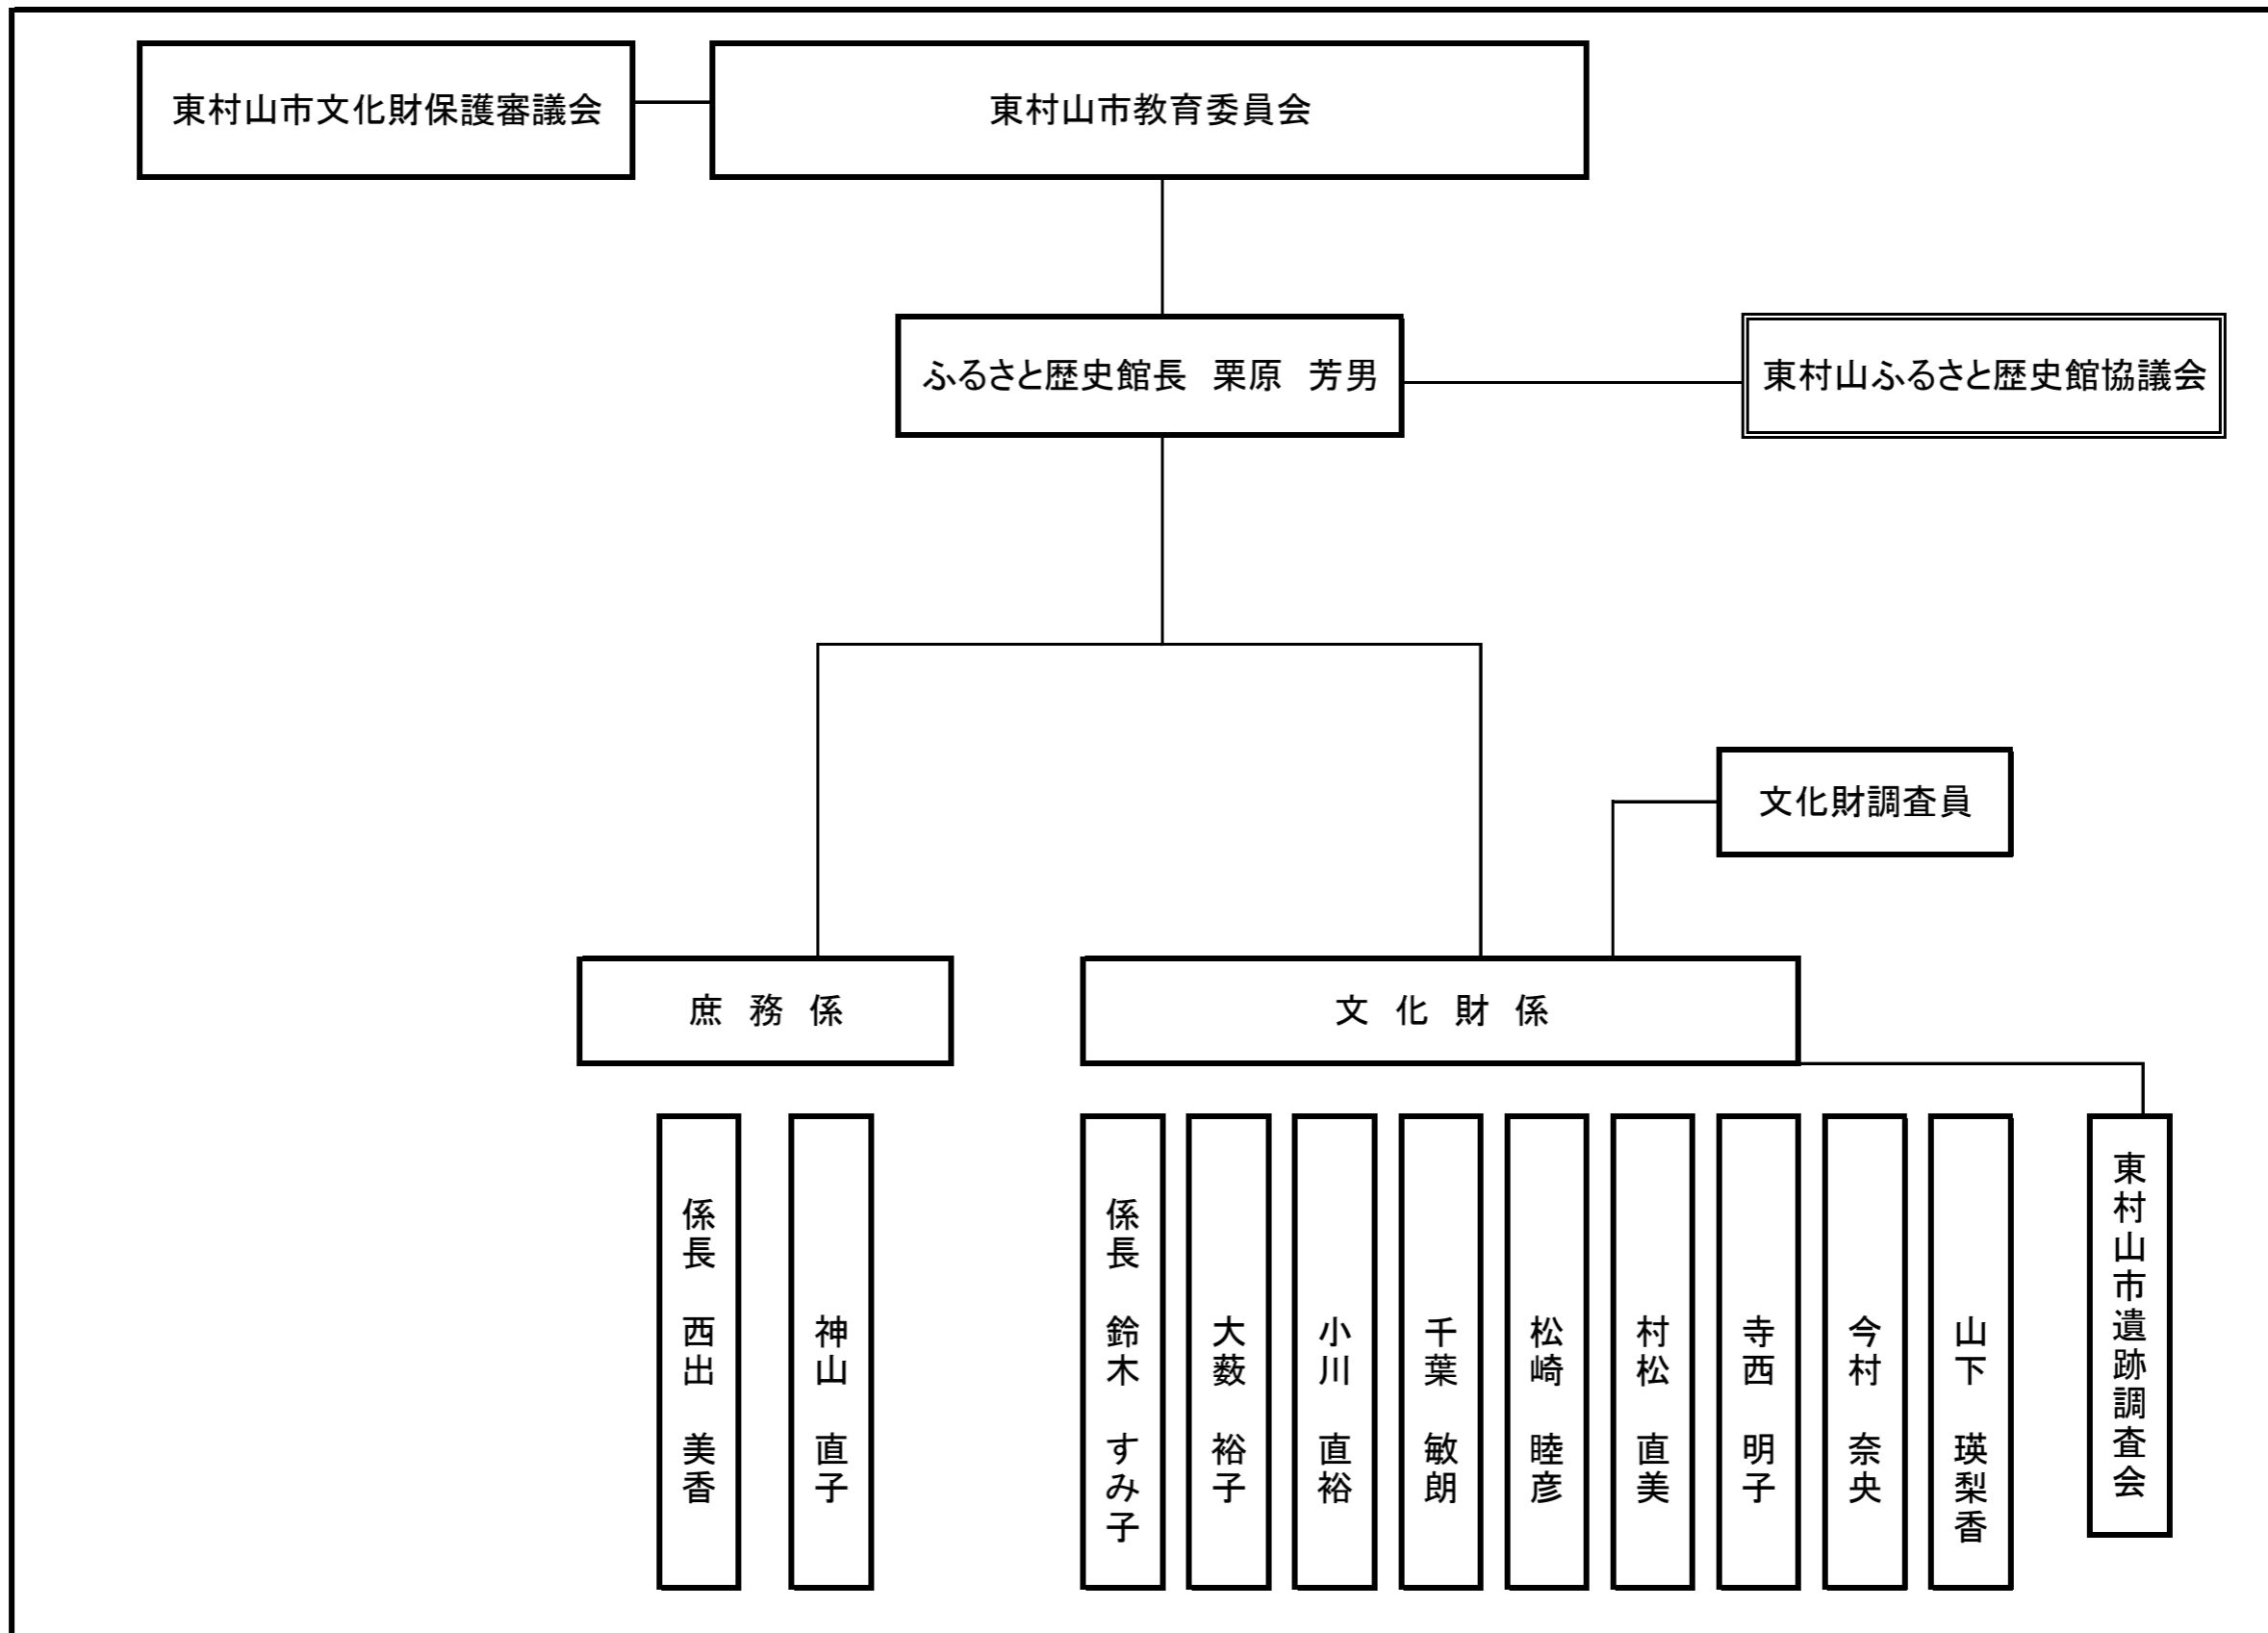 東村山市文化財保護審議会
東村山市教育委員会
ふるさと歴史館長　栗原　芳男
東村山ふるさと歴史館協議会
文化財調査員
庶　務　係
文　化　財　係
係長　西出　美香
神山　直子
係長　鈴木　すみ子
大薮　裕子
小川　直裕
千葉　敏朗
松崎　睦彦
村松　直美
寺西　明子
今村　奈央
山下　瑛梨香
東村山市遺跡調査会